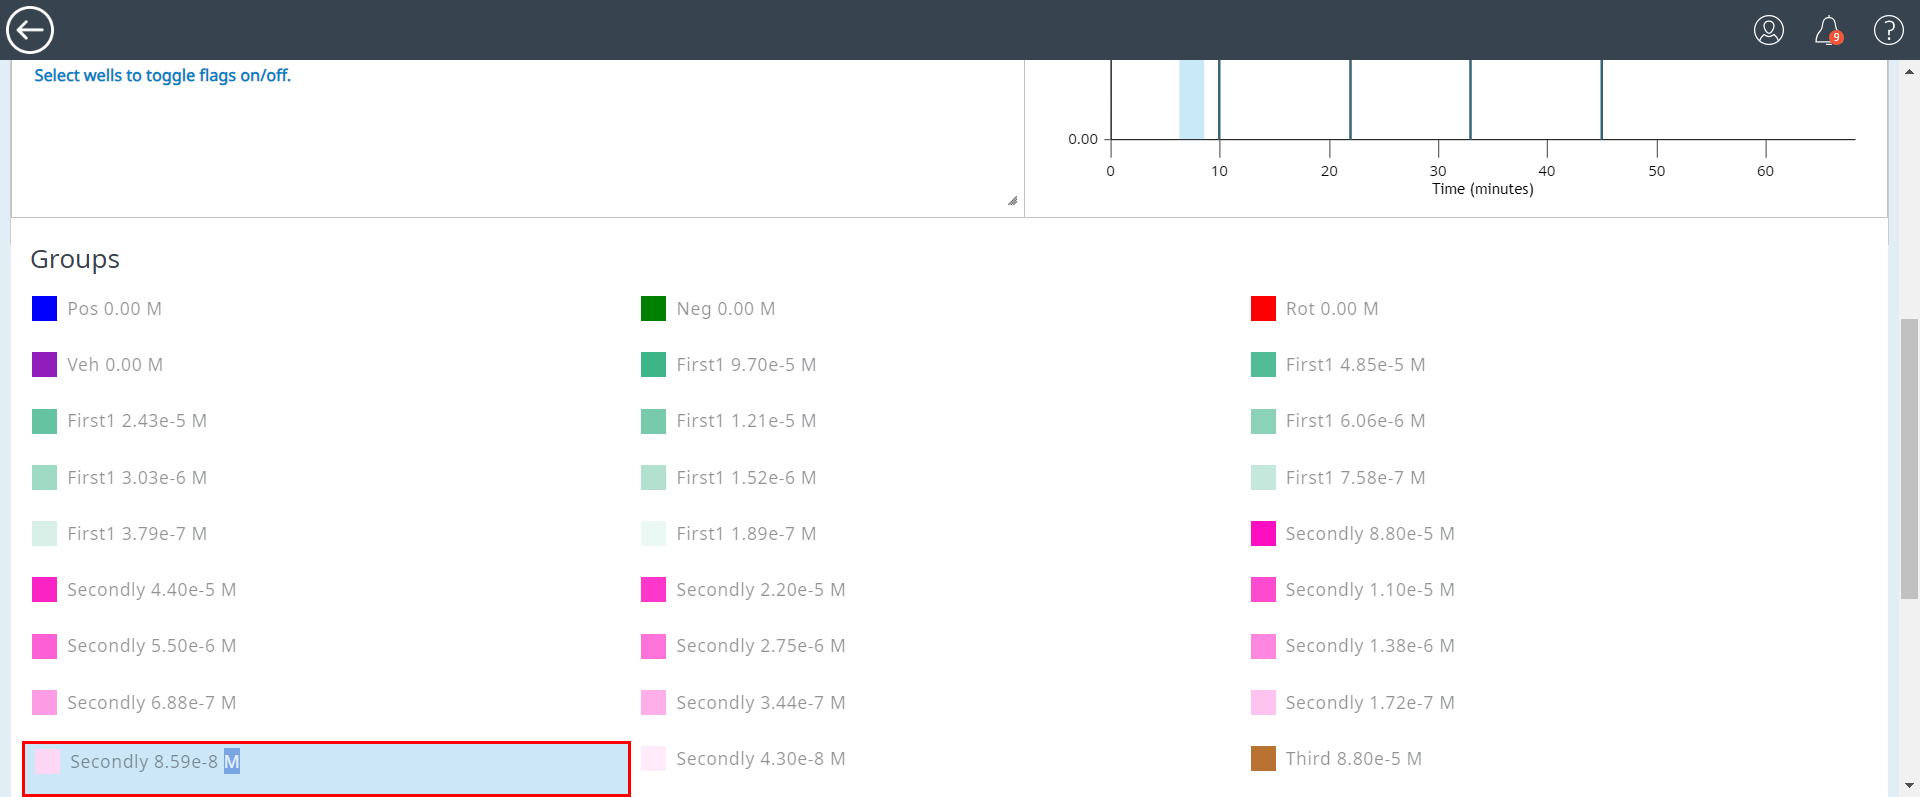 9
?
Select wells to toggle flags on/off.
0.00
0 10 20 30 40 50 60
Time (minutes)
Groups
Pos 0.00 M Neg 0.00 M Rot 0.00 M
Veh 0.00 M First1 9.70e-5 M First1 4.85e-5 M
First1 2.43e-5 M First1 1.21e-5 M First1 6.06e-6 M
First1 3.03e-6 M First1 1.52e-6 M First1 7.58e-7 M
First1 3.79e-7 M First1 1.89e-7 M Secondly 8.80e-5 M
Secondly 4.40e-5 M Secondly 2.20e-5 M Secondly 1.10e-5 M
Secondly 5.50e-6 M Secondly 2.75e-6 M Secondly 1.38e-6 M
Secondly 6.88e-7 M Secondly 3.44e-7 M Secondly 1.72e-7 M
Secondly 8.59e-8 M Secondly 4.30e-8 M Third 8.80e-5 M